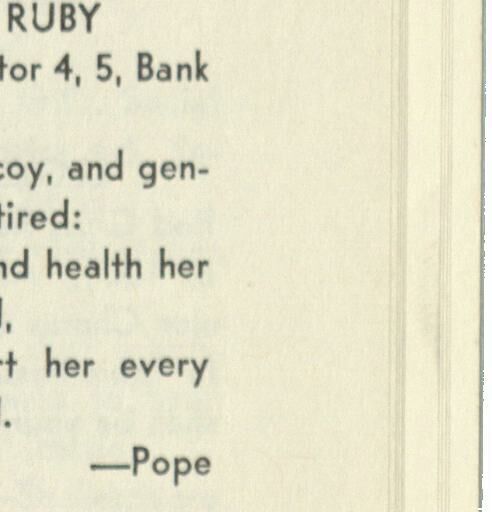 RUBY
tor 4, 5, Bank
coy, and gen-
tired:
nd health her
,
t her every
.
—Pope